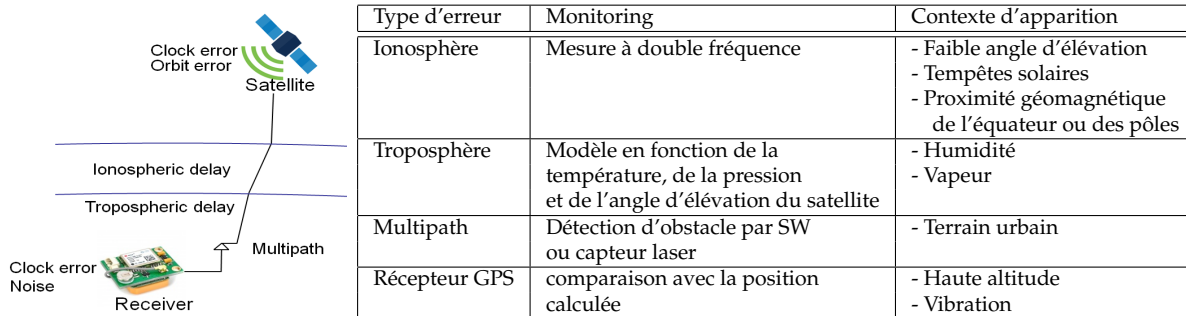 Clock error
Orbit error
Satellite
Ionospheric delay
Tropospheric delay
Multipath
Clock error
Noise
Receiver
Type d'erreur Monitoring Contexte d'apparition
Ionosphère Mesure à double fréquence - Faible angle d'élévation
- Tempêtes solaires
- Proximité géomagnétique
de l'équateur ou des pôles
Troposphère Modèle en fonction de la - Humidité
température, de la pression - Vapeur
et de l'angle d'élévation du satellite
Multipath Détection d'obstacle par SW - Terrain urbain
ou capteur laser
Récepteur GPS comparaison avec la position - Haute altitude
calculée - Vibration